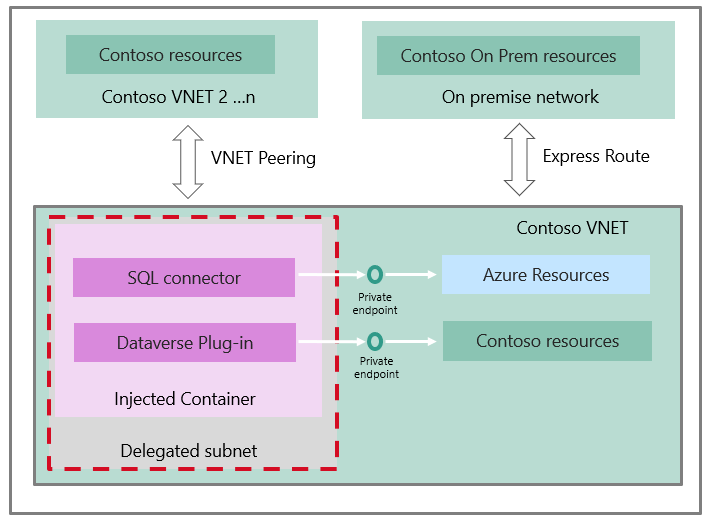 Contoso resources
Contoso VNET 2 ...n
Contoso On Prem resources
On premise network
VNET Peering
Express Route
Contoso VNET
SQL connector
Private
endpoint
Azure Resources
Dataverse Plug-in
Private
endpoint
Contoso resources
Injected Container
Delegated subnet